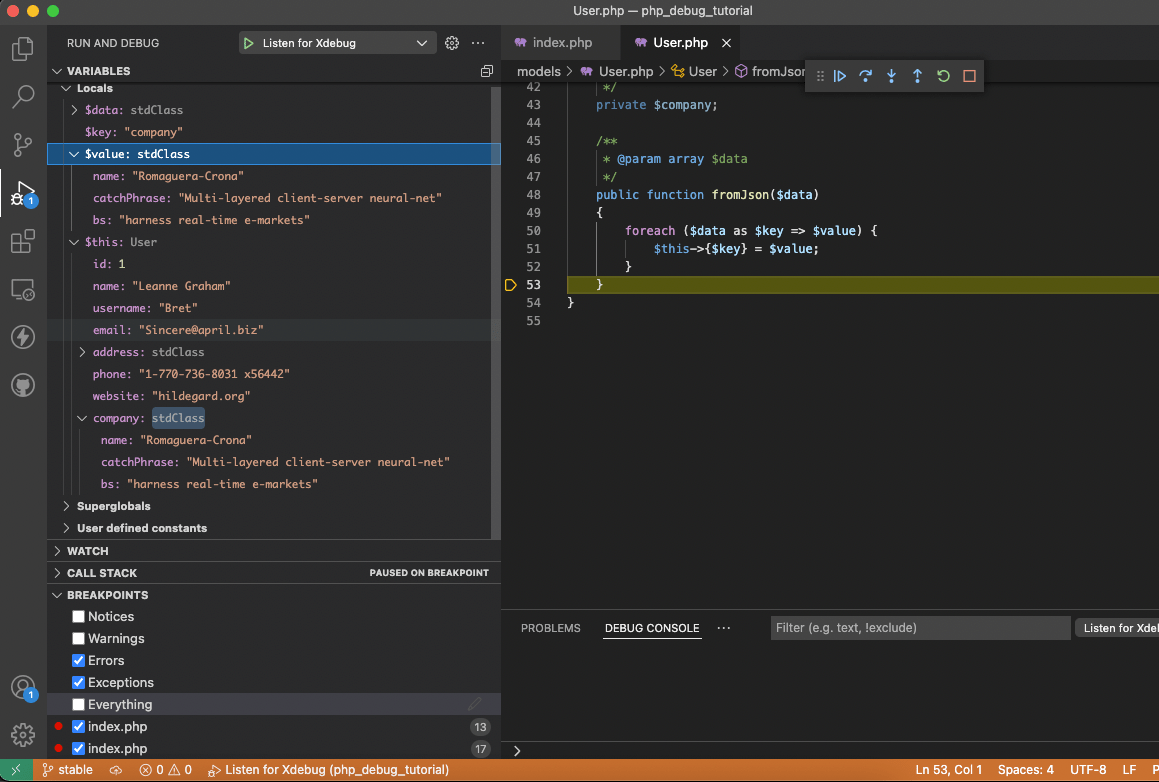 User.php — php_debug_tutorial
RUN AND DEBUG
Listen for Xdebug
index.php
User.php
VARIABLES
models > User.php > User > fromJson
Locals
$data: stdClass
$key: "company"
$value: stdClass
name: "Romaguera-Crona"
catchPhrase: "Multi-layered client-server neural-net"
bs: "harness real-time e-markets"
$this: User
id: 1
name: "Leanne Graham"
username: "Bret"
email: "Sincere@april.biz"
address: stdClass
phone: "1-770-736-8031 x56442"
website: "hildegard.org"
company: stdClass
name: "Romaguera-Crona"
catchPhrase: "Multi-layered client-server neural-net"
bs: "harness real-time e-markets"
Superglobals
User defined constants
WATCH
CALL STACK
PAUSED ON BREAKPOINT
BREAKPOINTS
Notices
Warnings
Errors
Exceptions
Everything
index.php 13
index.php 17
1
1
42 */
43 private $company;
44
45 /**
46 * @param array $data
47 */
48 public function fromJson($data)
49 {
50 foreach ($data as $key => $value) {
51 $this->{$key} = $value;
52 }
53 }
54 }
55
PROBLEMS
DEBUG CONSOLE
Filter (e.g. text, !exclude)
Listen for Xdel
stable
0 0
Listen for Xdebug (php_debug_tutorial)
Ln 53, Col 1
Spaces: 4
UTF-8
LF
P